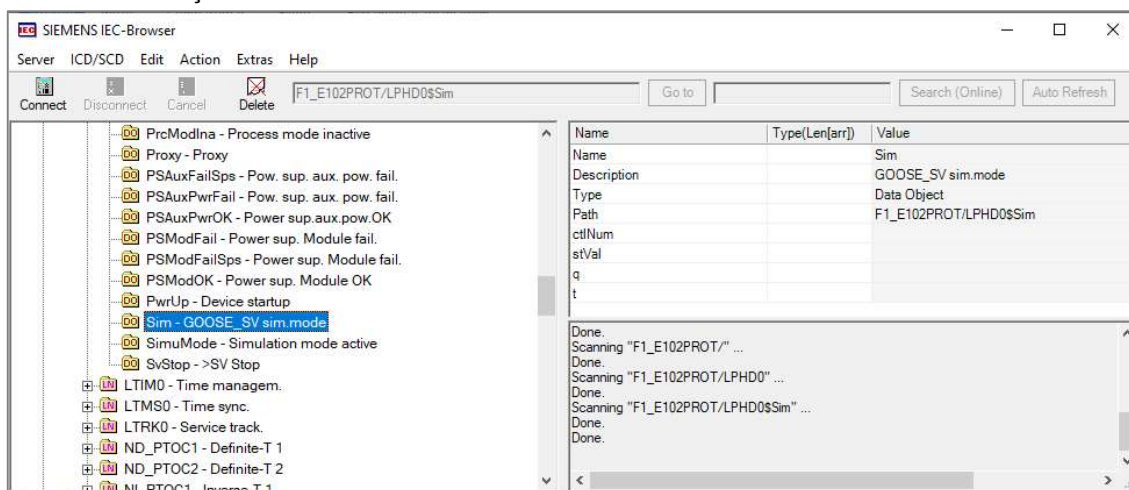 SIEMENS IEC-Browser
Server ICD/SCD Edit Action Extras Help
Connect Disconnect Cancel Delete F1_E102PROT/LPHD0$Sim Go to Search (Online) Auto Refresh
PrcModIna - Process mode inactive
Proxy - Proxy
PSAuxFailSps - Pow. sup. aux. pow. fail.
PSAuxPwrFail - Pow. sup. aux. pow. fail.
PSAuxPwrOK - Power sup.aux.pow.OK
PSModFail - Power sup. Module fail.
PSModFailSps - Power sup. Module fail.
PSModOK - Power sup. Module OK
PwrUp - Device startup
Sim - GOOSE_SV sim.mode
SimuMode - Simulation mode active
SvStop - >SV Stop
LTIM0 - Time managem.
LTMS0 - Time sync.
LTRK0 - Service track.
ND_PTOC1 - Definite-T 1
ND_PTOC2 - Definite-T 2
Name Type(Len[arr]) Value
Name Sim
Description GOOSE_SV sim.mode
Type Data Object
Path F1_E102PROT/LPHD0$Sim
ctlNum
stVal
q
t
Done.
Scanning "F1_E102PROT/" ...
Done.
Scanning "F1_E102PROT/LPHD0" ...
Done.
Scanning "F1_E102PROT/LPHD0$Sim" ...
Done.
Done.